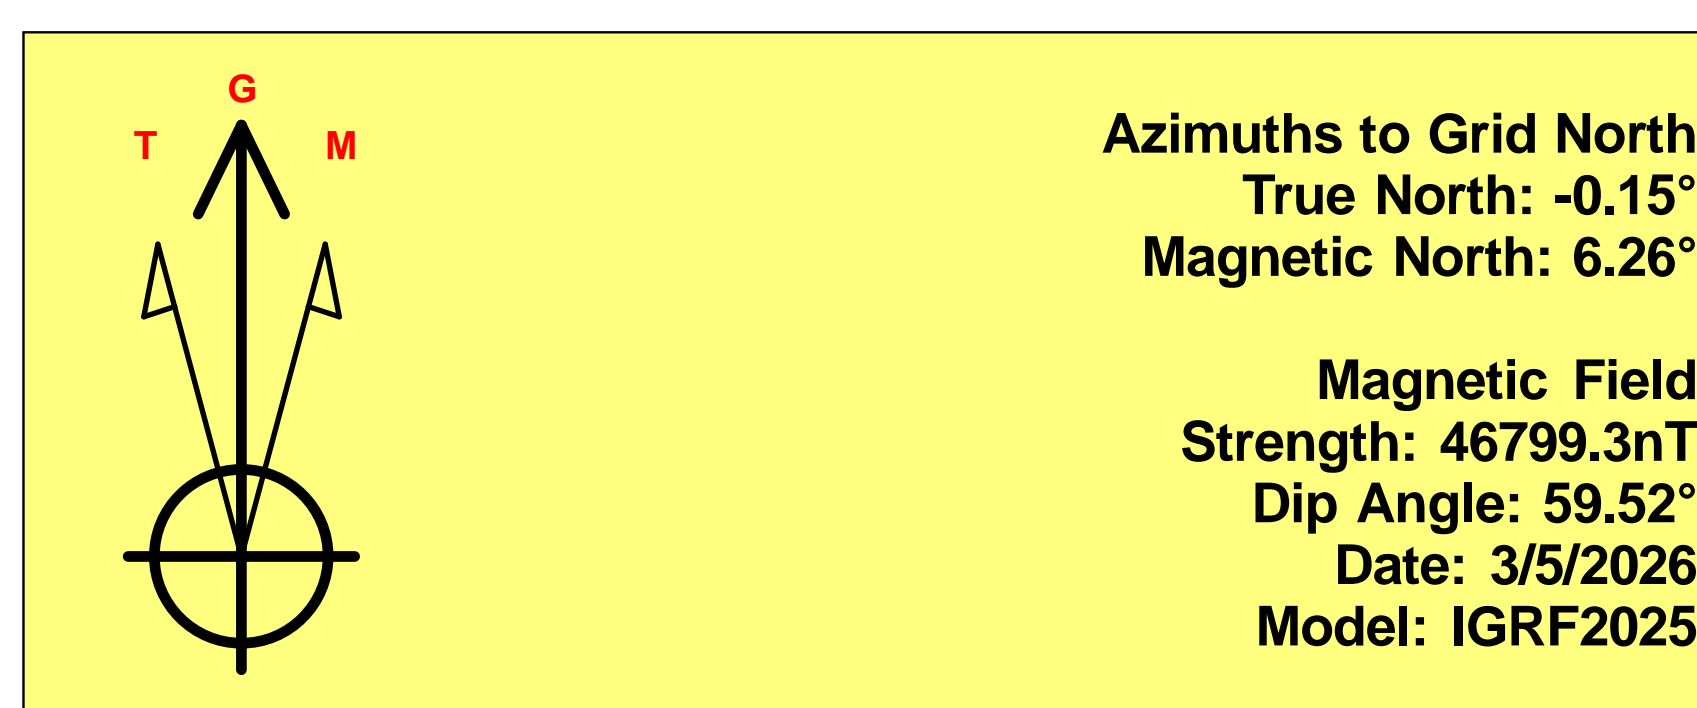 G
T M
Azimuths to Grid North
True North: -0.15°
Magnetic North: 6.26°
Magnetic Field
Strength: 46799.3nT
Dip Angle: 59.52°
Date: 3/5/2026
Model: IGRF2025